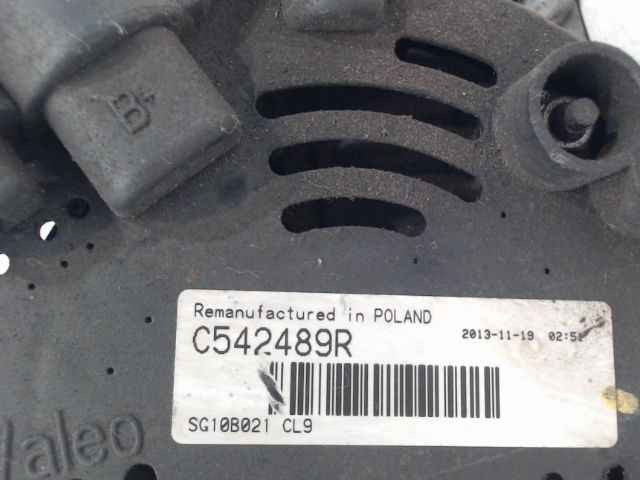 B+
Remanufactured in POLAND
C542489R
2013-11-19 02:51
SG10B021 CL9
Valeo